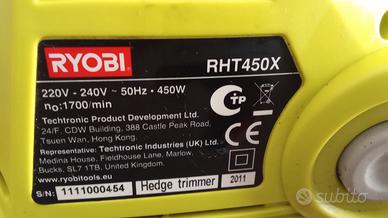 RYOBI
RHT450X
220V - 240V ~ 50Hz • 450W
n₀:1700/min
Techtronic Product Development Ltd.
24/F, CDW Building, 388 Castle Peak Road,
Tsuen Wan, Hong Kong.
Representative: Techtronic Industries (UK) Ltd.
Medina House, Fieldhouse Lane, Marlow,
Bucks, SL7 1TB, United Kingdom.
www.ryobitools.eu
S/N: 1111000454
Hedge trimmer
2011
TP
CE
subito